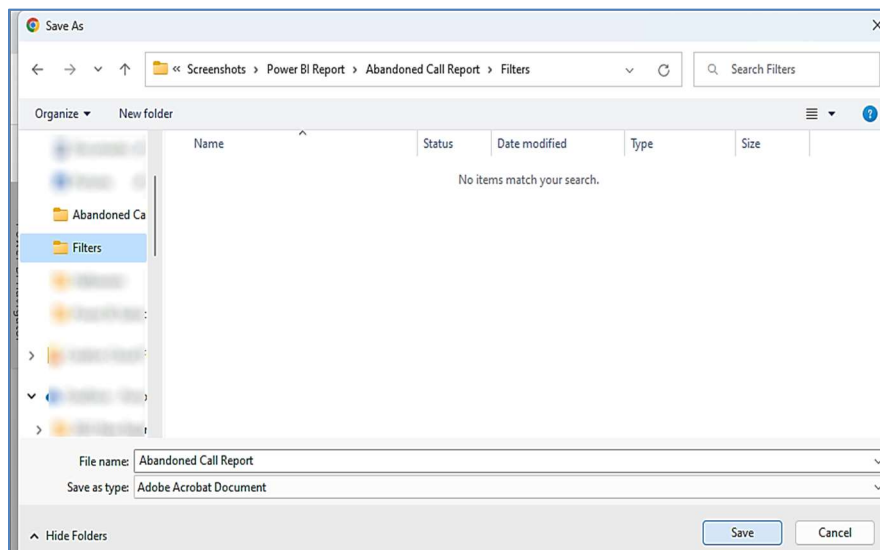 Save As
« Screenshots › Power BI Report › Abandoned Call Report › Filters
Search Filters
Organize
New folder
Name Status Date modified Type Size
No items match your search.
Abandoned Ca
Filters
File name: Abandoned Call Report
Save as type: Adobe Acrobat Document
Hide Folders
Save
Cancel